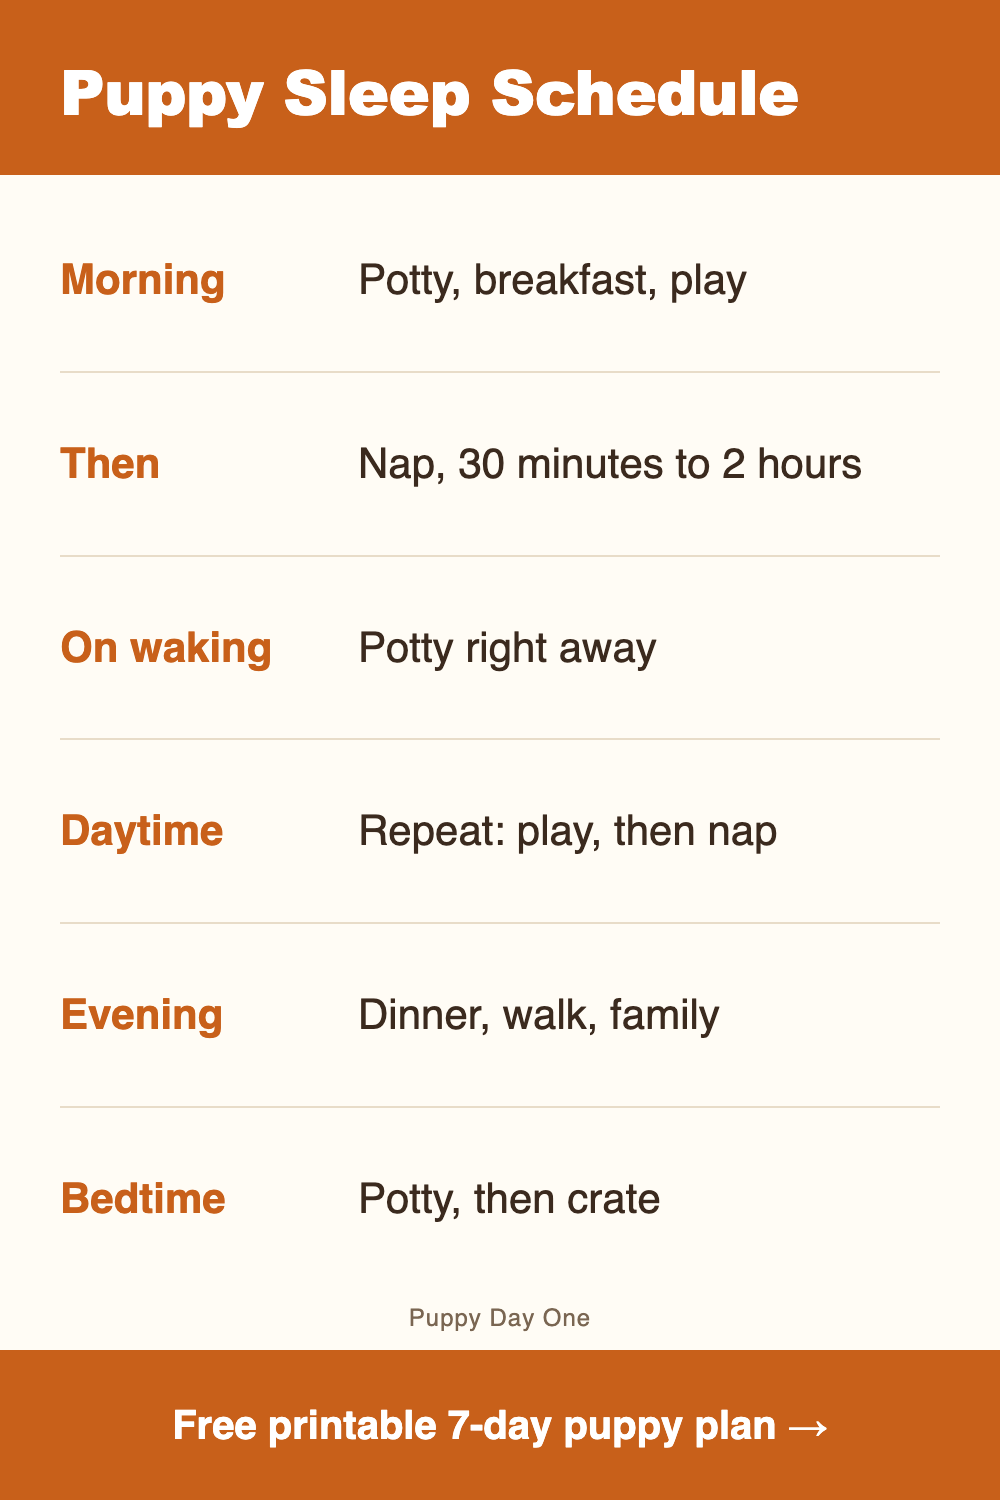 Puppy Sleep Schedule
Morning Potty, breakfast, play
Then Nap, 30 minutes to 2 hours
On waking Potty right away
Daytime Repeat: play, then nap
Evening Dinner, walk, family
Bedtime Potty, then crate
Puppy Day One
Free printable 7-day puppy plan →